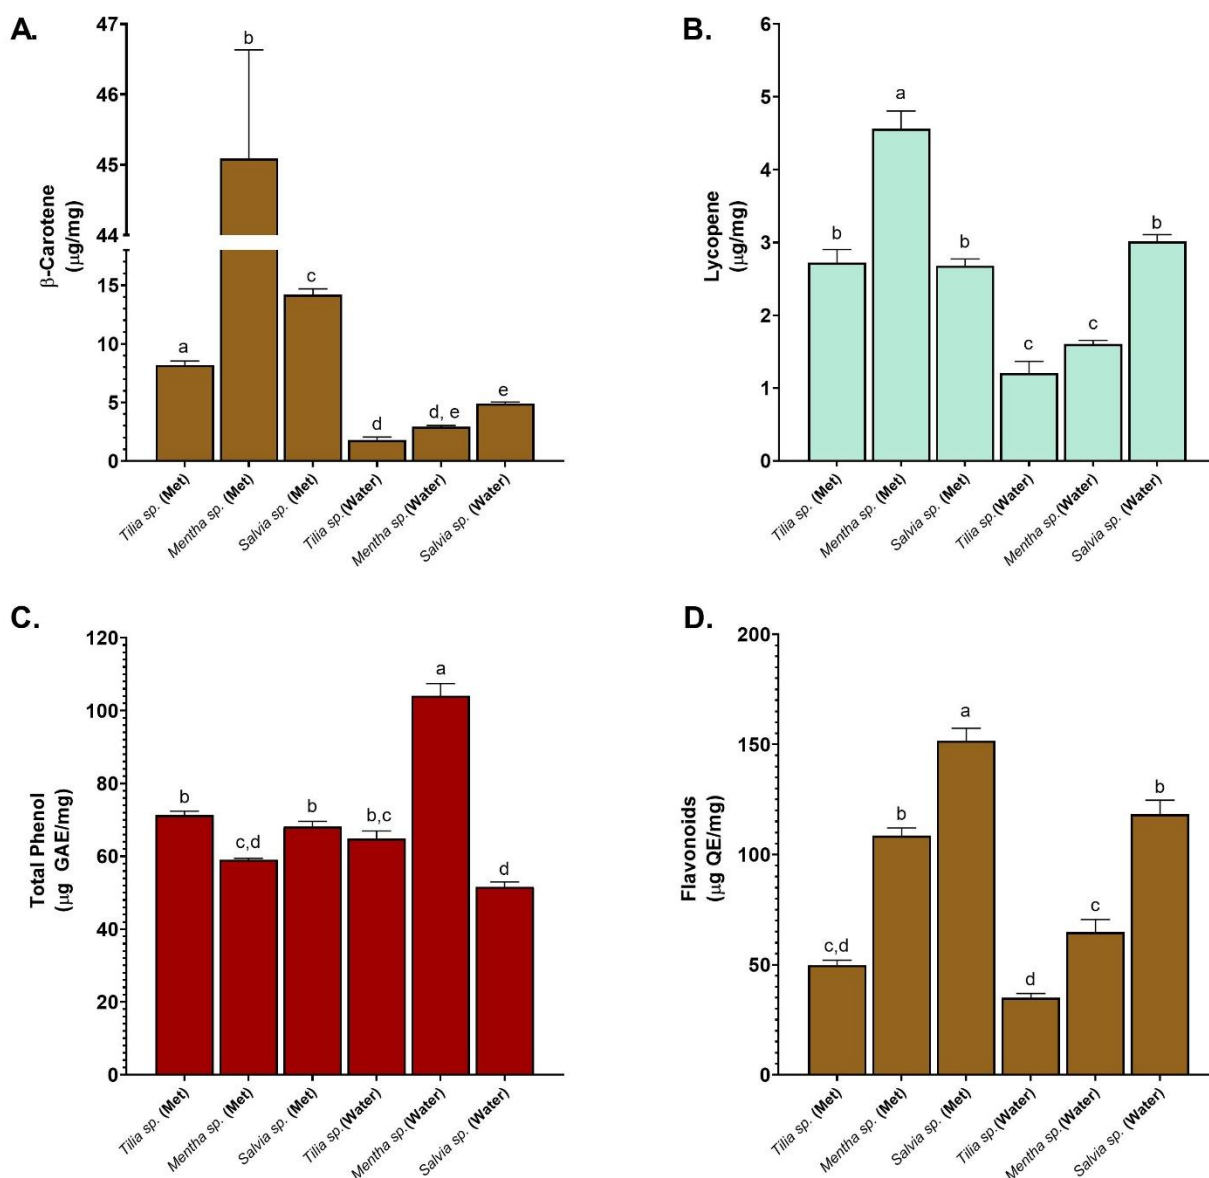 A.
β-Carotene
(μg/mg)
47
46
45
44
15
10
5
0
a
b
c
d
d, e
e
Tilia sp. (Met)
Mentha sp. (Met)
Salvia sp. (Met)
Tilia sp.(Water)
Mentha sp.(Water)
Salvia sp. (Water)
B.
Lycopene
(μg/mg)
6
5
4
3
2
1
0
b
a
b
c
c
b
Tilia sp. (Met)
Mentha sp. (Met)
Salvia sp. (Met)
Tilia sp.(Water)
Mentha sp.(Water)
Salvia sp. (Water)
C.
Total Phenol
(μg GAE/mg)
120
100
80
60
40
20
0
b
c,d
b
b,c
a
d
Tilia sp. (Met)
Mentha sp. (Met)
Salvia sp. (Met)
Tilia sp.(Water)
Mentha sp.(Water)
Salvia sp. (Water)
D.
Flavonoids
(μg QE/mg)
200
150
100
50
0
c,d
b
a
d
c
b
Tilia sp. (Met)
Mentha sp. (Met)
Salvia sp. (Met)
Tilia sp.(Water)
Mentha sp.(Water)
Salvia sp. (Water)